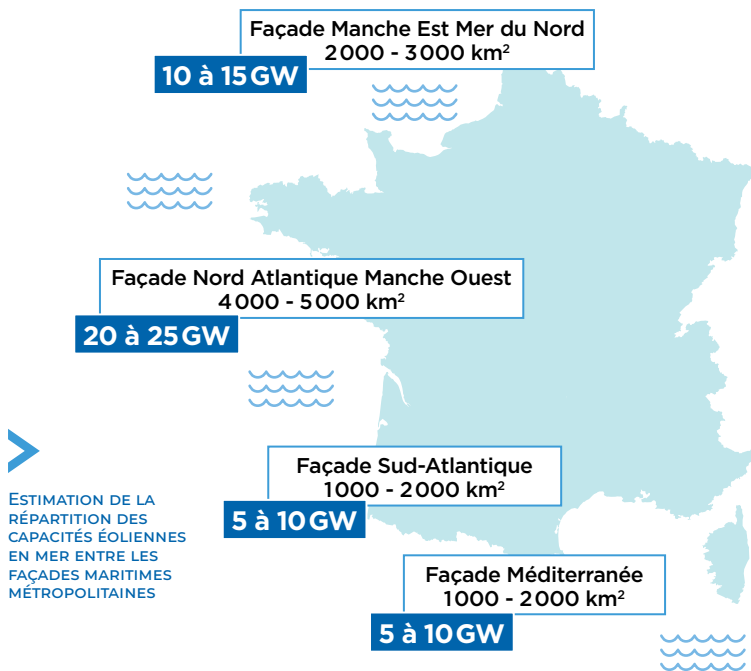 Façade Manche Est Mer du Nord
2000 - 3000 km²
10 à 15 GW
Façade Nord Atlantique Manche Ouest
4000 - 5000 km²
20 à 25 GW
Façade Sud-Atlantique
1000 - 2000 km²
5 à 10 GW
ESTIMATION DE LA
RÉPARTITION DES
CAPACITÉS ÉOLIENNES
EN MER ENTRE LES
FAÇADES MARITIMES
MÉTROPOLITAINES
Façade Méditerranée
1000 - 2000 km²
5 à 10 GW